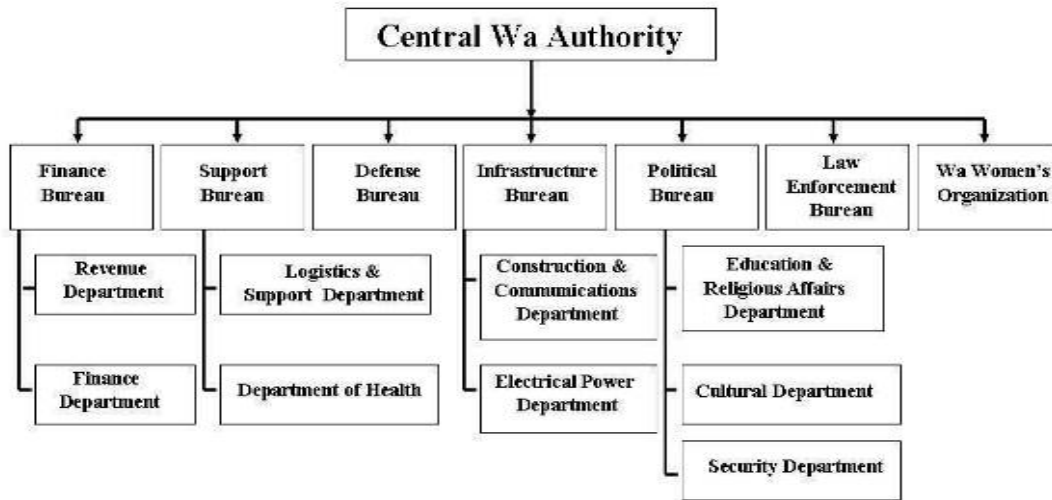 Central Wa Authority
Finance
Bureau
Support
Bureau
Defense
Bureau
Infrastructure
Bureau
Political
Bureau
Law
Enforcement
Bureau
Wa Women's
Organization
Revenue
Department
Logistics &
Support Department
Construction &
Communications
Department
Education &
Religious Affairs
Department
Finance
Department
Department of Health
Electrical Power
Department
Cultural Department
Security Department